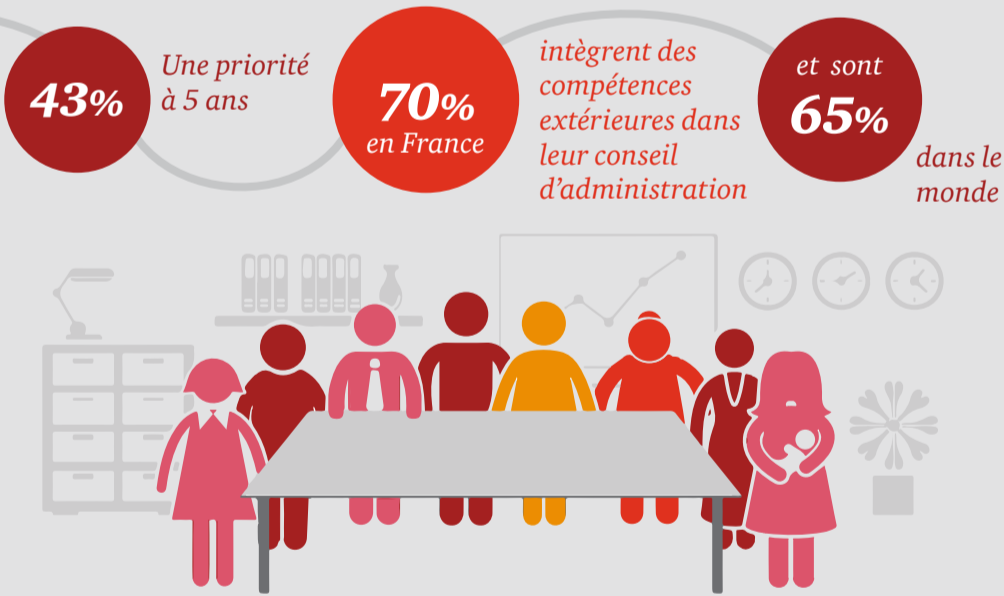 43%
Une priorité
à 5 ans
70%
en France
intègrent des
compétences
extérieures dans
leur conseil
d'administration
et sont
65%
dans le
monde